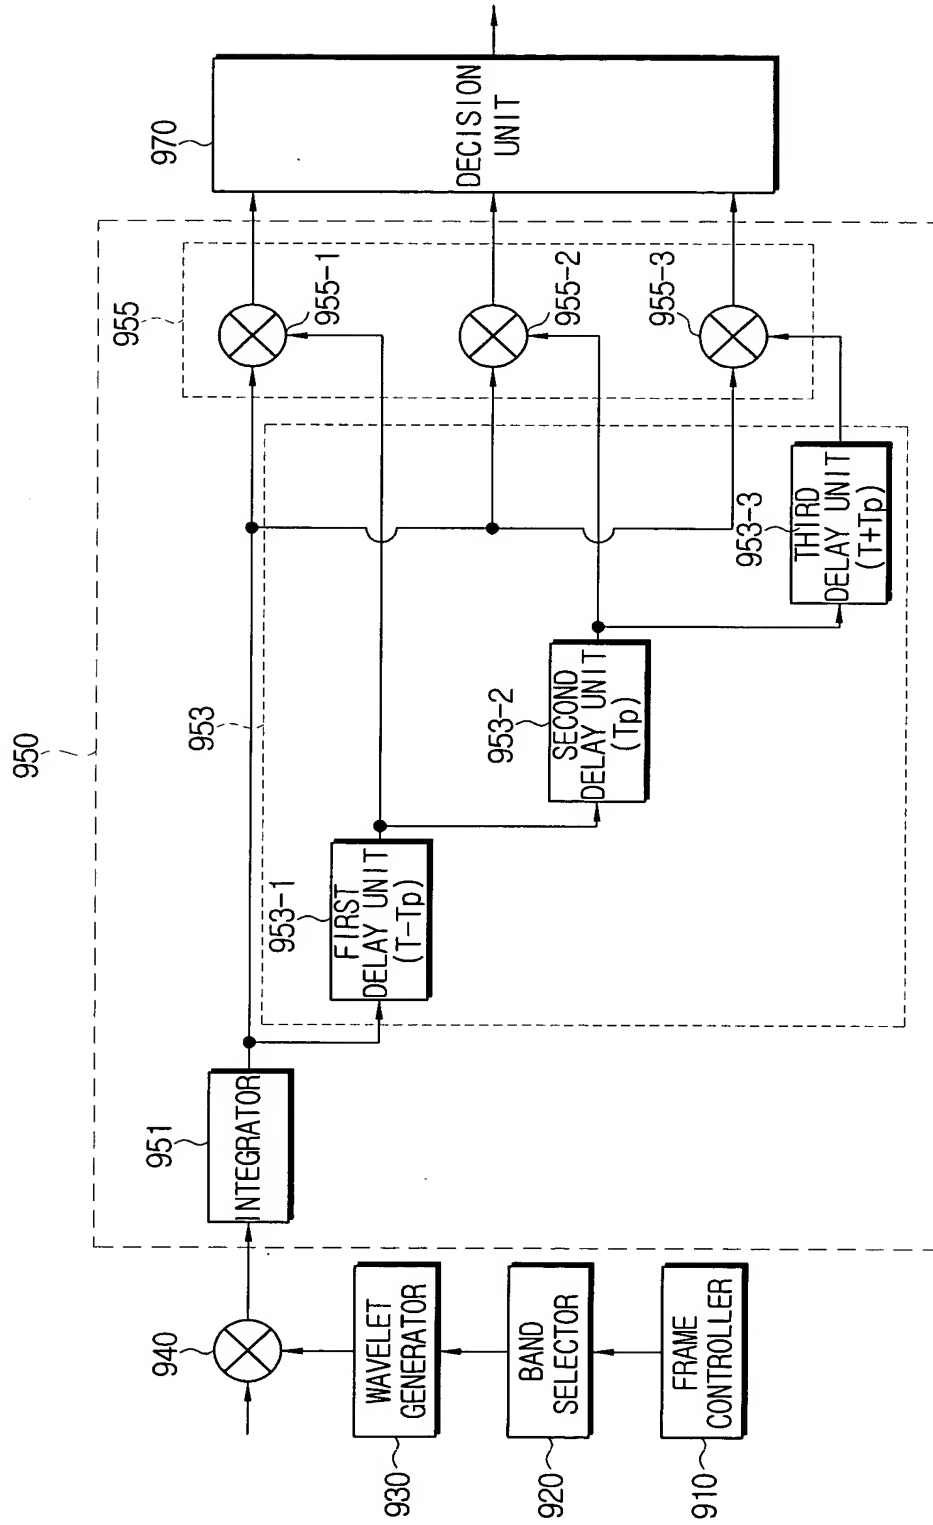 940
951
INTEGRATOR
950
953
955
955-1
955-2
955-3
970
DECISION
UNIT
953-1
FIRST
DELAY UNIT
(T-Tp)
953-2
SECOND
DELAY UNIT
(Tp)
953-3
THIRD
DELAY UNIT
(T+Tp)
930
WAVELET
GENERATOR
920
BAND
SELECTOR
910
FRAME
CONTROLLER